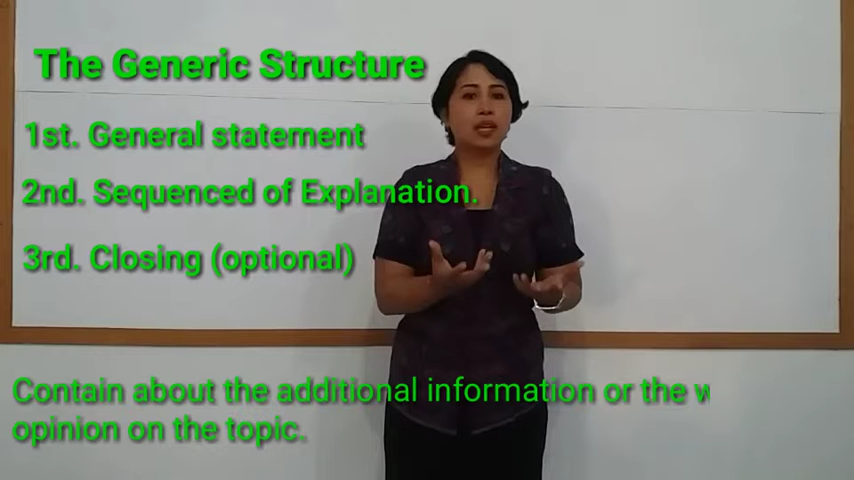 The Generic Structure
1st. General statement
2nd. Sequenced of Explanation.
3rd. Closing (optional)
Contain about the additional information or the
opinion on the topic.